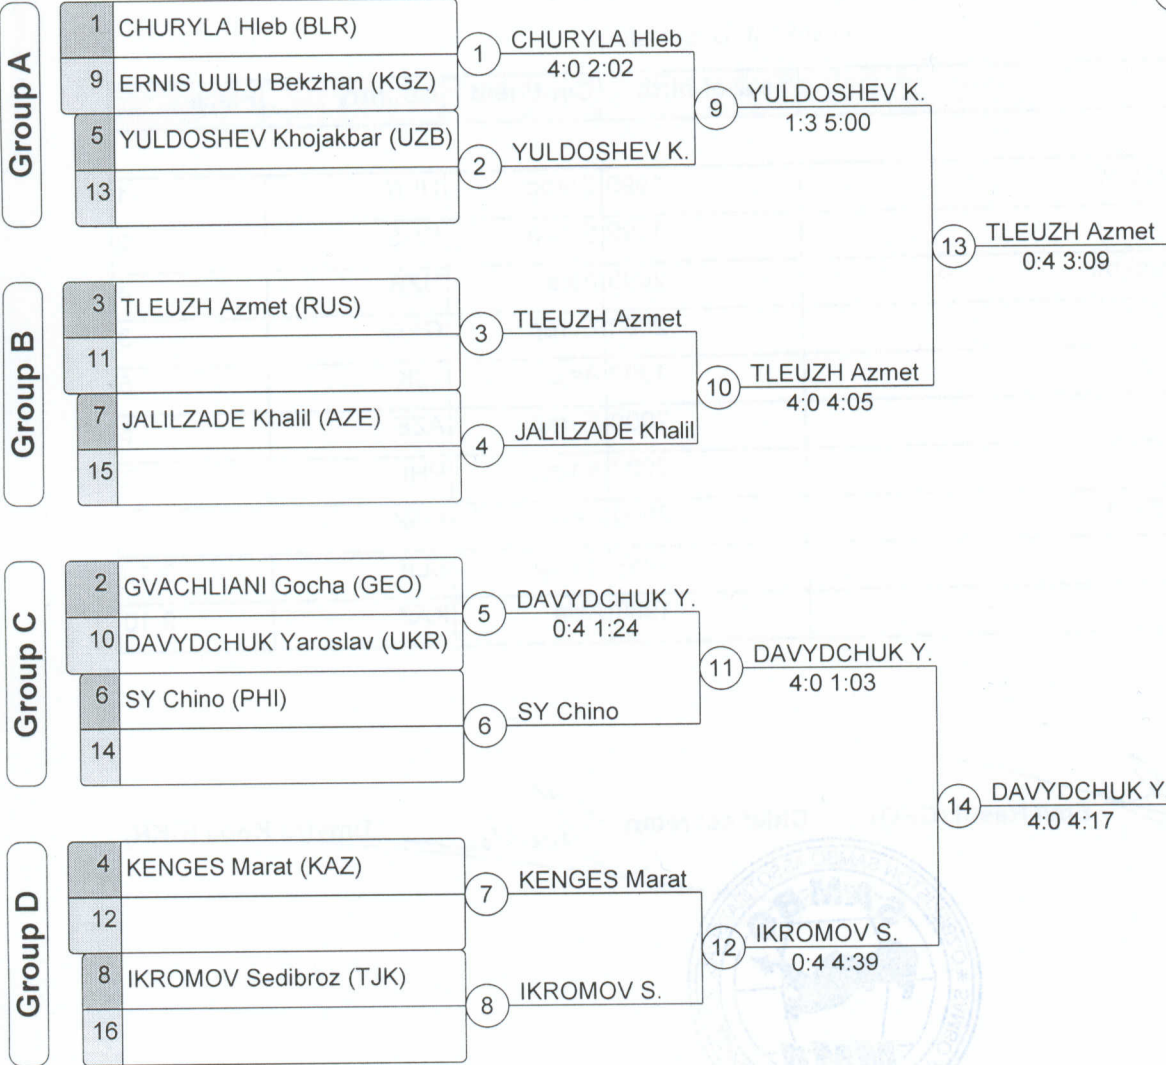 Group A
1 CHURYLA Hleb (BLR)
9 ERNIS UULU Bekzhan (KGZ)
5 YULDOSHEV Khojakbar (UZB)
13
1 CHURYLA Hleb
4:0 2:02
2 YULDOSHEV K.
9 YULDOSHEV K.
1:3 5:00
Group B
3 TLEUZH Azmet (RUS)
11
7 JALILZADE Khalil (AZE)
15
3 TLEUZH Azmet
4 JALILZADE Khalil
10 TLEUZH Azmet
4:0 4:05
13 TLEUZH Azmet
0:4 3:09
Group C
2 GVACHLIANI Gocha (GEO)
10 DAVYDCHUK Yaroslav (UKR)
6 SY Chino (PHI)
14
5 DAVYDCHUK Y.
0:4 1:24
6 SY Chino
11 DAVYDCHUK Y.
4:0 1:03
Group D
4 KENGES Marat (KAZ)
12
8 IKROMOV Sedibroz (TJK)
16
7 KENGES Marat
8 IKROMOV S.
12 IKROMOV S.
0:4 4:39
14 DAVYDCHUK Y
4:0 4:17